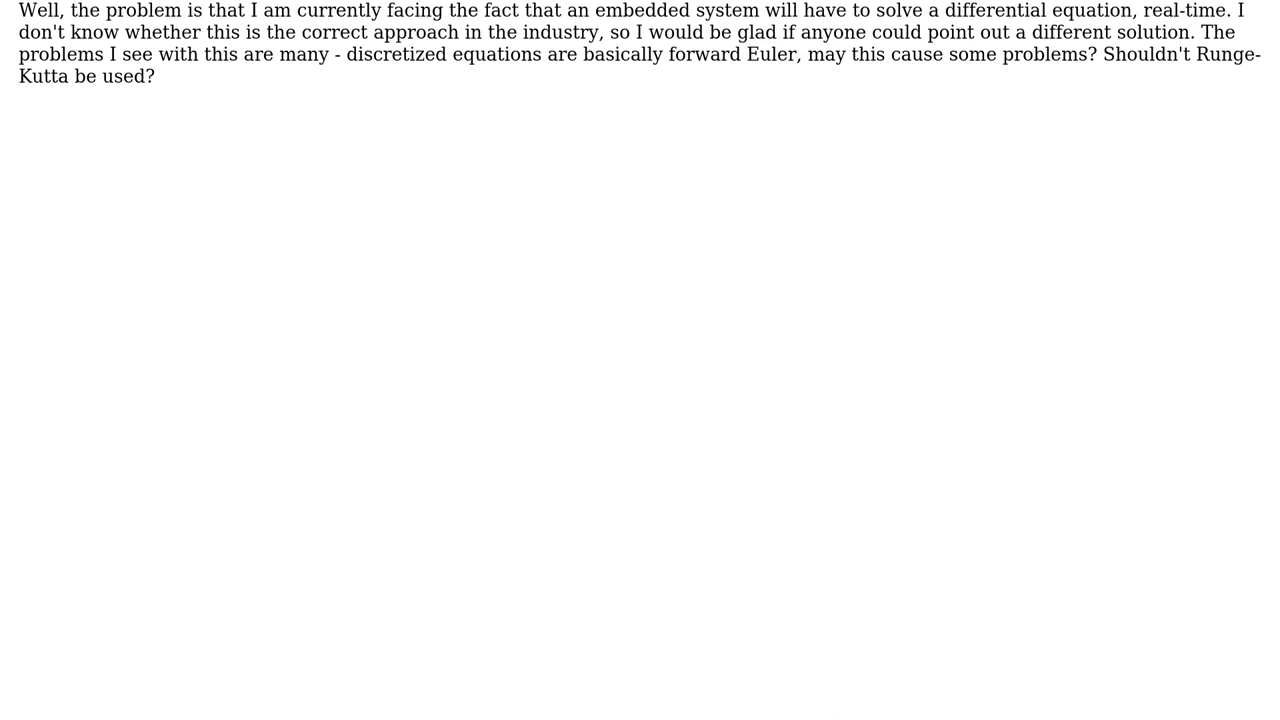 Well, the problem is that I am currently facing the fact that an embedded system will have to solve a differential equation, real-time. I
don't know whether this is the correct approach in the industry, so I would be glad if anyone could point out a different solution. The
problems I see with this are many - discretized equations are basically forward Euler, may this cause some problems? Shouldn't Runge-
Kutta be used?